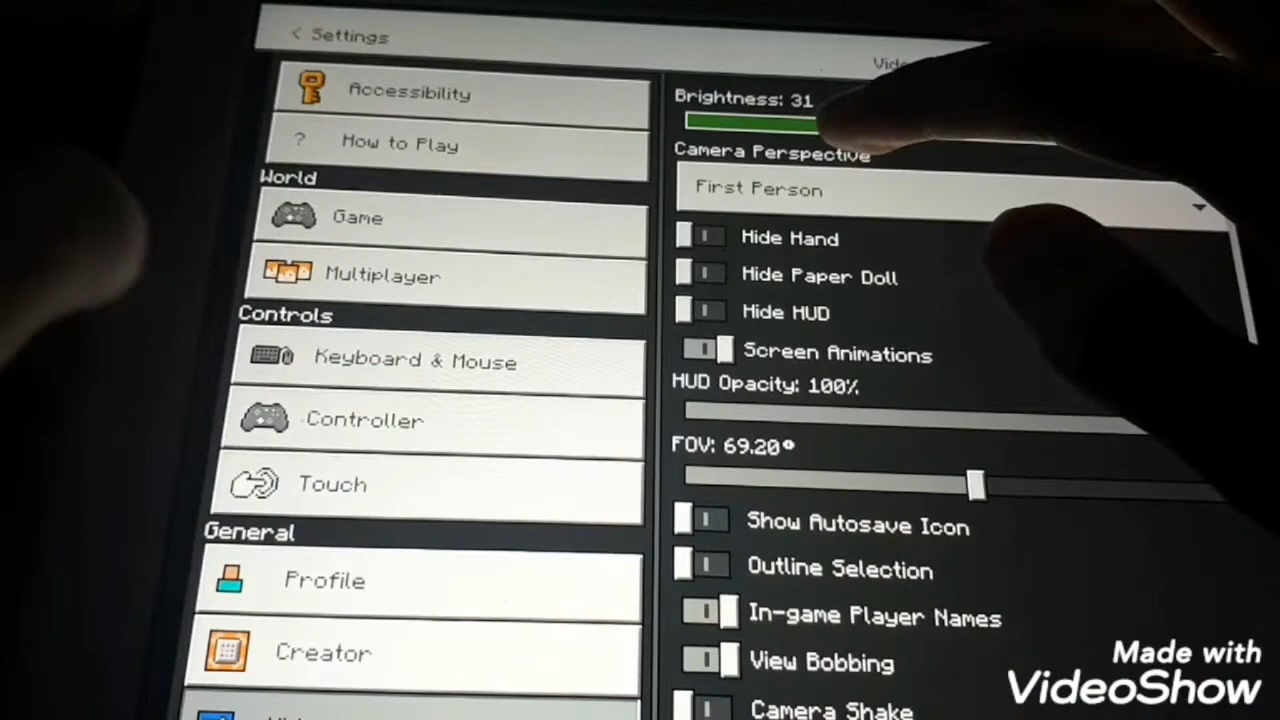 < Settings
Accessibility
? How to Play
World
Game
Multiplayer
Controls
Keyboard & Mouse
Controller
Touch
General
Profile
Creator
Brightness: 31
Camera Perspective
First Person
Hide Hand
Hide Paper Doll
Hide HUD
Screen Animations
HUD Opacity: 100%
FOV: 69.20°
Show Autosave Icon
Outline Selection
In-game Player Names
View Bobbing
Camera Shake
Made with
VideoShow